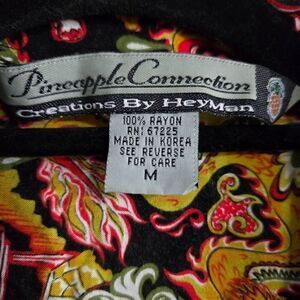 Pineapple Connection
Creations By HeyMan
100% RAYON
RN: 67225
MADE IN KOREA
SEE REVERSE
FOR CARE
M